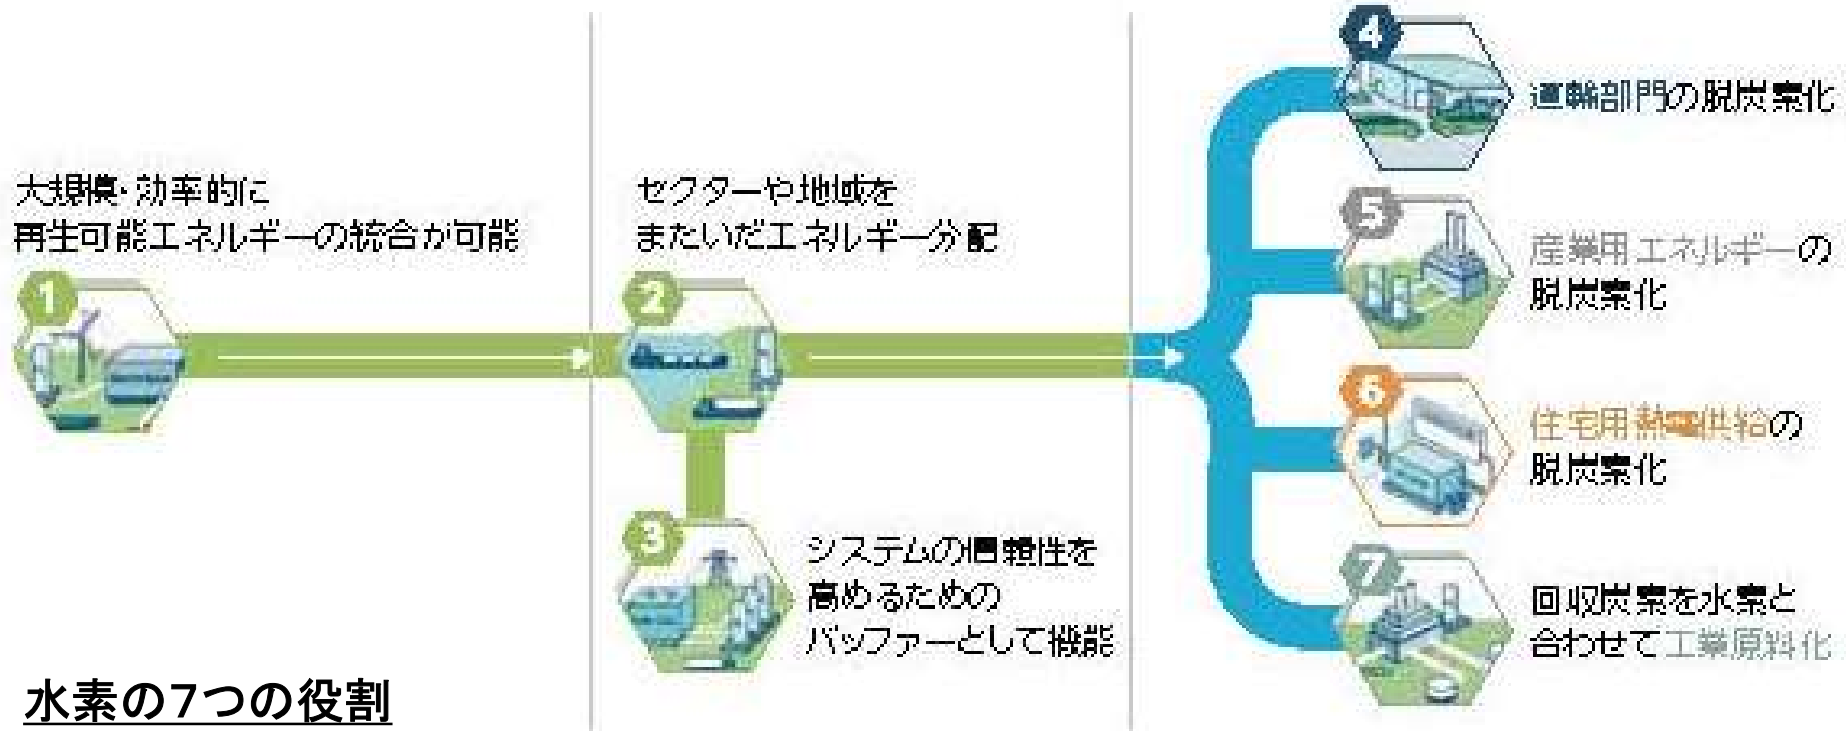 大規模・効率的に
再生可能エネルギーの統合が可能
1
セクターや地域を
またいだエネルギー分配
2
3
システムの信頼性を
高めるための
バッファーとして機能
4
運輸部門の脱炭素化
5
産業用エネルギーの
脱炭素化
6
住宅用熱電供給の
脱炭素化
7
回収炭素を水素と
合わせて工業原料化
水素の7つの役割